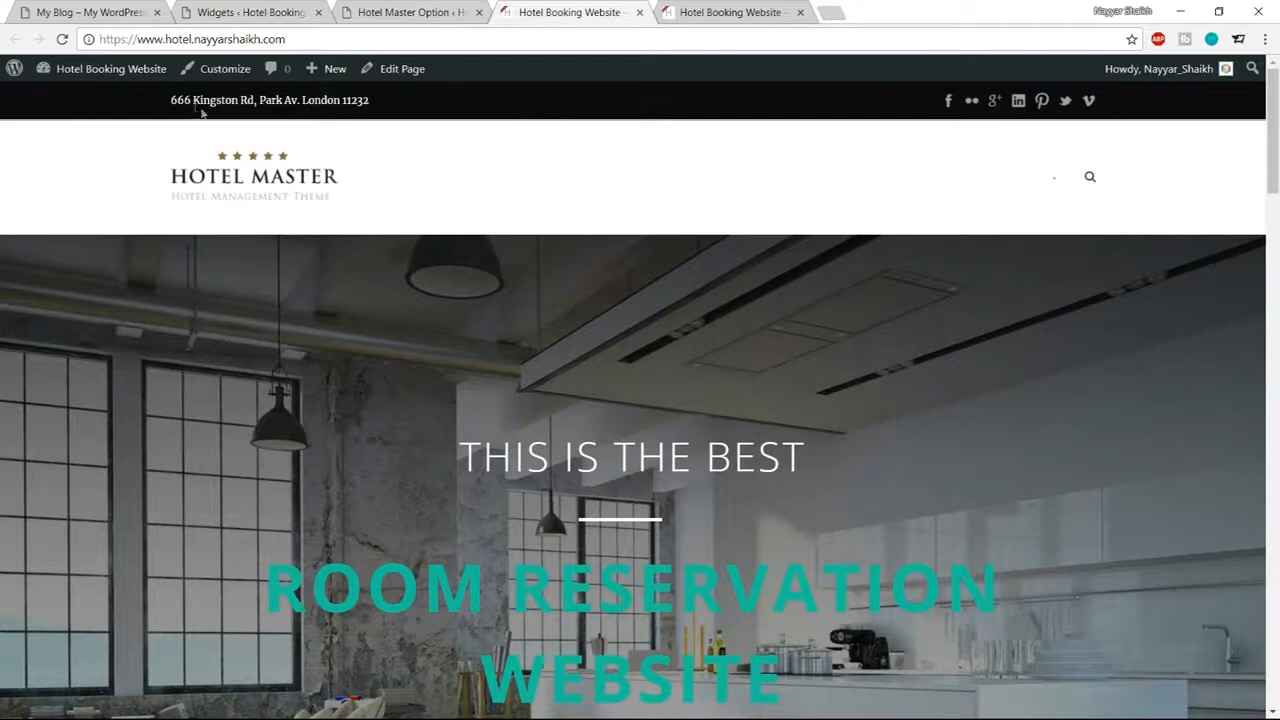 My Blog – My WordPress
Widgets ‹ Hotel Booking
Hotel Master Option ‹ H
Hotel Booking Website –
Hotel Booking Website –
Nayyar Shaikh
https://www.hotel.nayyarshaikh.com
ABP
Hotel Booking Website
Customize
0
New
Edit Page
Howdy, Nayyar_Shaikh
666 Kingston Rd, Park Av. London 11232
HOTEL MASTER
HOTEL MANAGEMENT THEME
THIS IS THE BEST
ROOM RESERVATION
WEBSITE